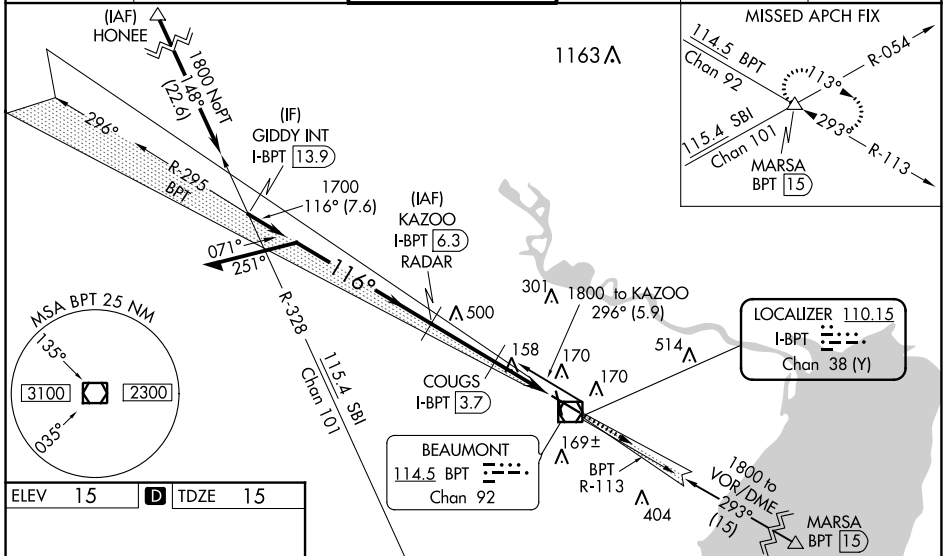 (IAF)
HONEE
1800 NoPT
148°
(22.6)
(IF)
GIDDY INT
I-BPT 13.9
1700
116° (7.6)
296°
R-295
BPT
071°
251°
116°
(IAF)
KAZOO
I-BPT 6.3
RADAR
1163
MISSED APCH FIX
114.5 BPT
Chan 92
R-054
113°
293°
115.4 SBI
Chan 101
R-113
MARSA
BPT 15
500
301
1800 to KAZOO
296° (5.9)
158
170
514
170
COUGS
I-BPT 3.7
LOCALIZER 110.15
I-BPT
Chan 38 (Y)
R-328
115.4 SBI
Chan 101
MSA BPT 25 NM
135°
3100
2300
035°
BEAUMONT
114.5 BPT
Chan 92
169±
BPT
R-113
404
1800 to
VOR/DME
293°
(15)
MARSA
BPT 15
ELEV 15 D TDZE 15